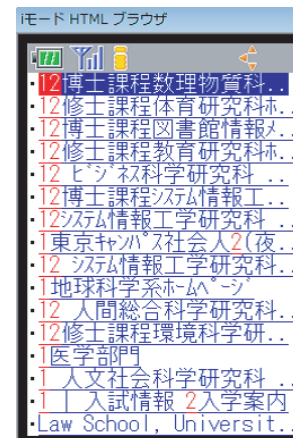 iモード HTML ブラウザ
・12博士課程数理物質科..
・12修士課程体育研究科ホ..
・12博士課程図書館情報メ..
・12修士課程教育研究科ホ..
・12 ビジネス科学研究科 ..
・12博士課程システム情報工..
・12システム情報工学研究科 ..
・1東京キャンパス社会人2(夜..
・12 システム情報工学研究科..
・1地球科学系ホームページ
・12 人間総合科学研究科..
・12修士課程環境科学研..
・1医学部門
・1 人文社会科学研究科 ..
・1 | 入試情報 2入学案内
・Law School, Universit..